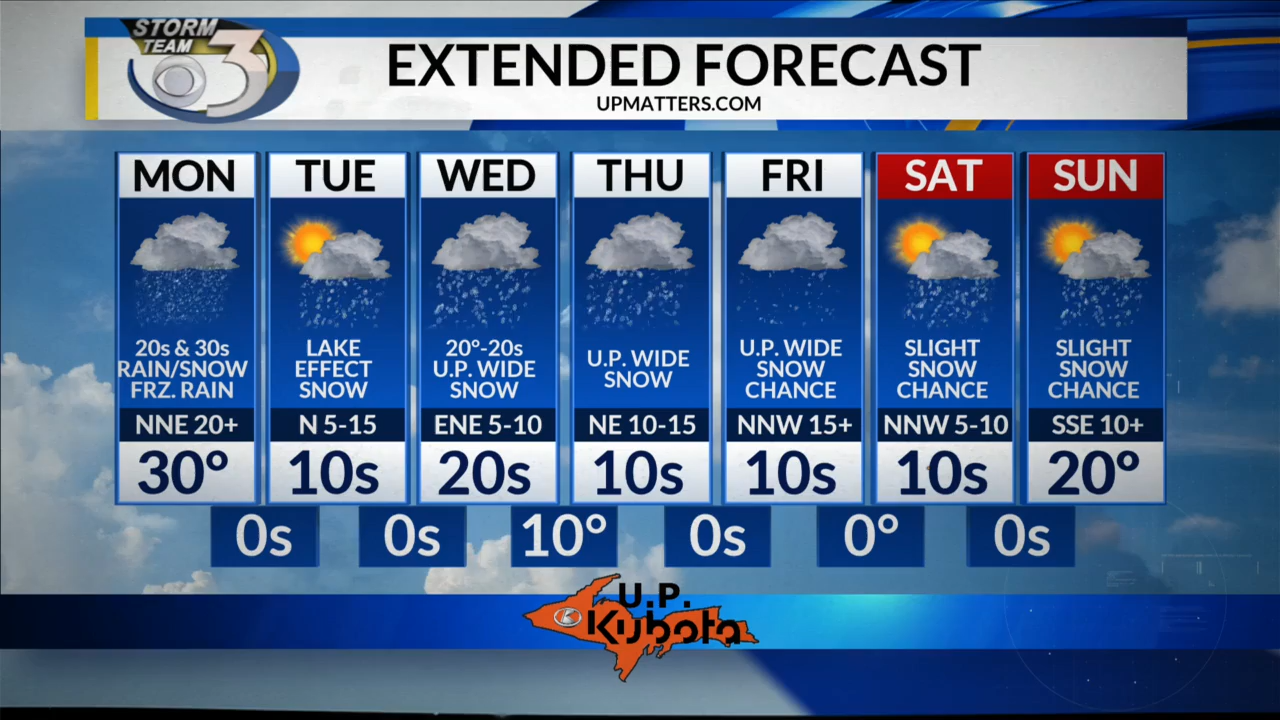 STORM
TEAM
3
EXTENDED FORECAST
UPMATTERS.COM
MON
20s & 30s
RAIN/SNOW
FRZ. RAIN
NNE 20+
30°
TUE
LAKE
EFFECT
SNOW
N 5-15
10s
WED
20°-20s
U.P. WIDE
SNOW
ENE 5-10
20s
THU
U.P. WIDE
SNOW
NE 10-15
10s
FRI
U.P. WIDE
SNOW
CHANCE
NNW 15+
10s
SAT
SLIGHT
SNOW
CHANCE
NNW 5-10
10s
SUN
SLIGHT
SNOW
CHANCE
SSE 10+
20°
0s
0s
10°
0s
0°
0s
U.P.
Kubota